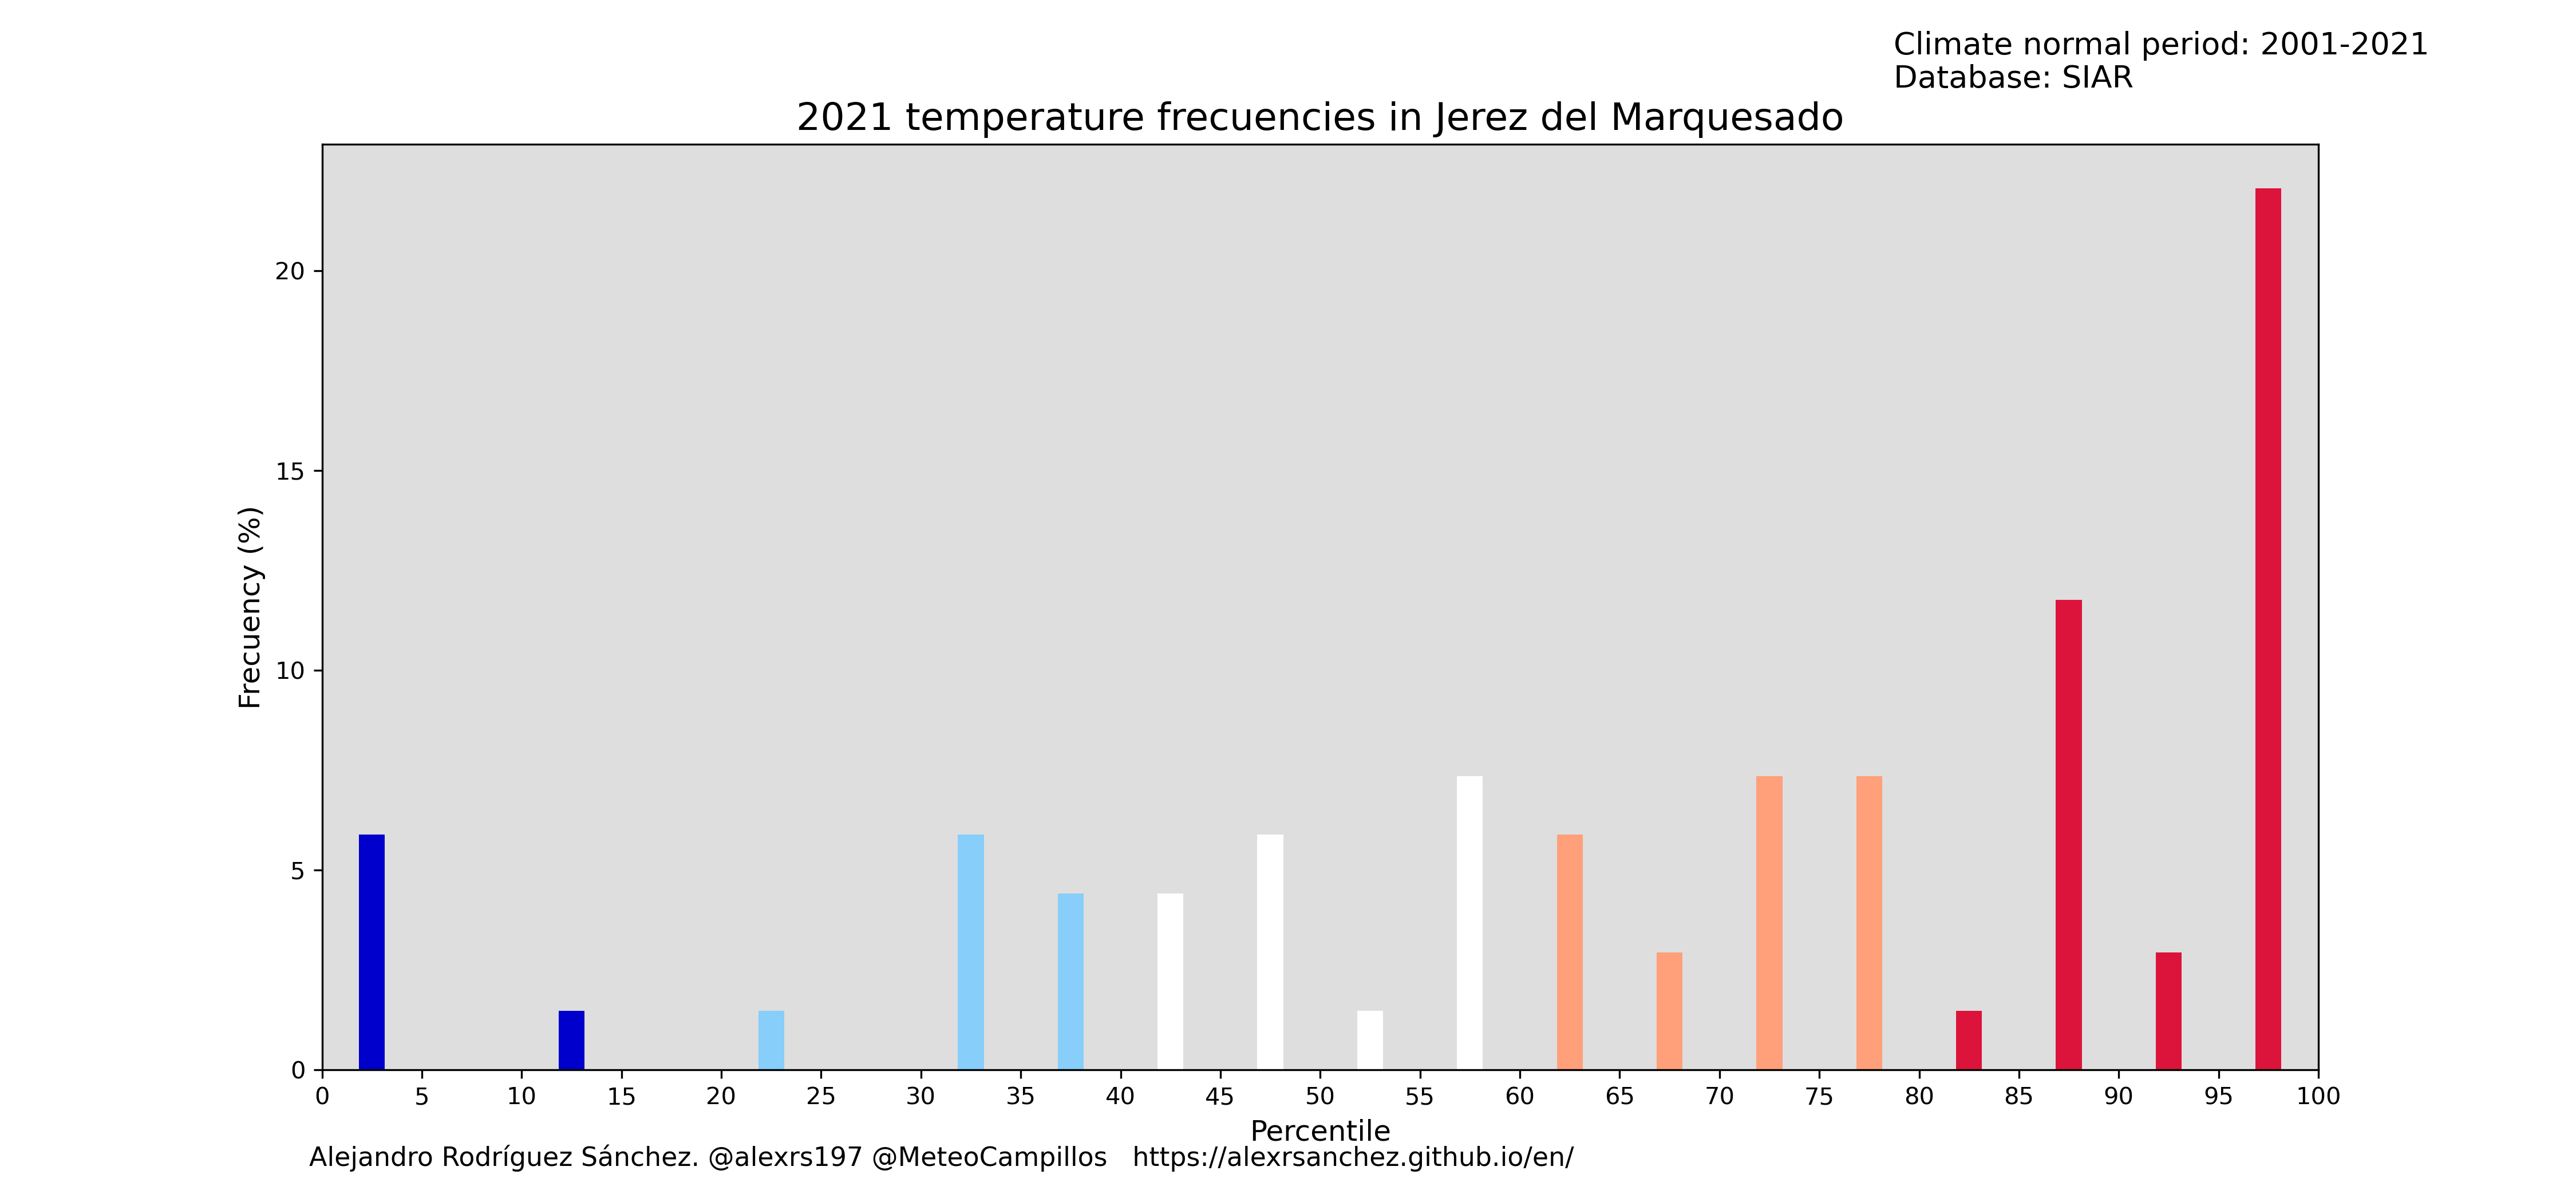 Climate normal period: 2001-2021
Database: SIAR
2021 temperature frecuencies in Jerez del Marquesado
Frecuency (%)
20
15
10
5
0
0 5 10 15 20 25 30 35 40 45 50 55 60 65 70 75 80 85 90 95 100
Percentile
Alejandro Rodríguez Sánchez. @alexrs197 @MeteoCampillos https://alexrsanchez.github.io/en/